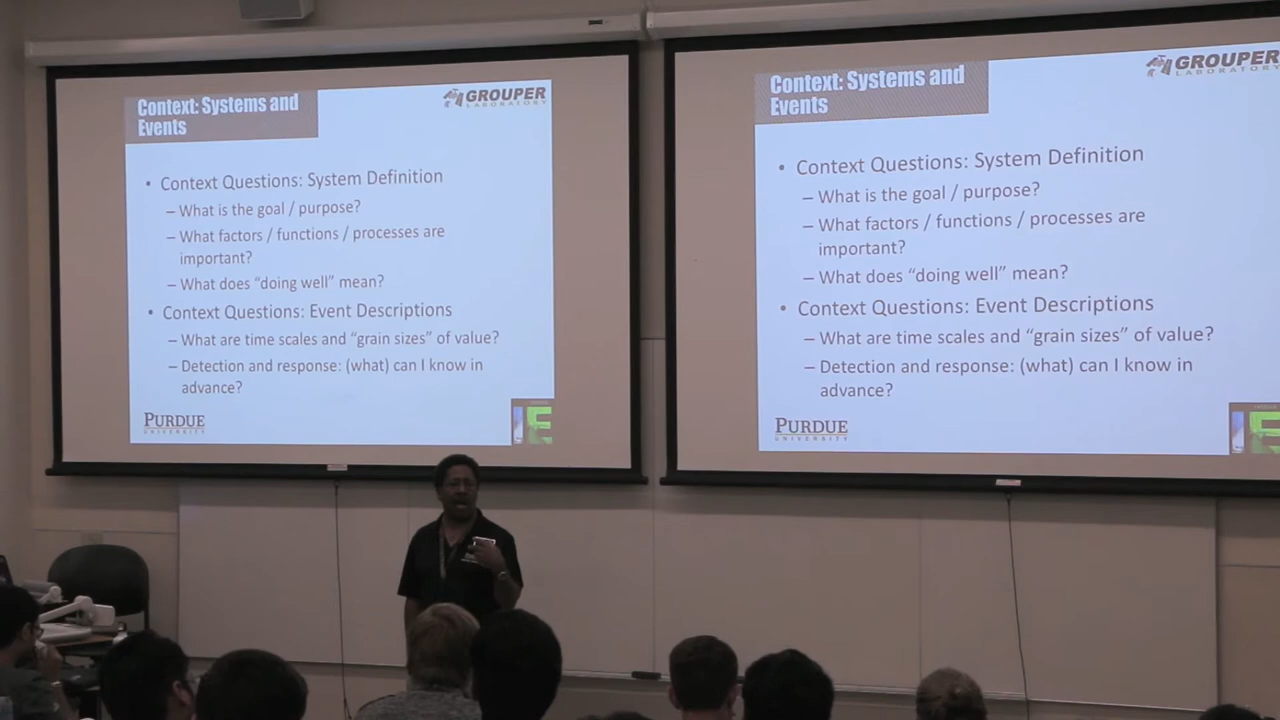 Context: Systems and
Events
GROUPER
LABORATORY
• Context Questions: System Definition
– What is the goal / purpose?
– What factors / functions / processes are
important?
– What does “doing well” mean?
• Context Questions: Event Descriptions
– What are time scales and “grain sizes” of value?
– Detection and response: (what) can I know in
advance?
PURDUE
UNIVERSITY
Context: Systems and
Events
GROUPER
LABORATORY
• Context Questions: System Definition
– What is the goal / purpose?
– What factors / functions / processes are
important?
– What does “doing well” mean?
• Context Questions: Event Descriptions
– What are time scales and “grain sizes” of value?
– Detection and response: (what) can I know in
advance?
PURDUE
UNIVERSITY